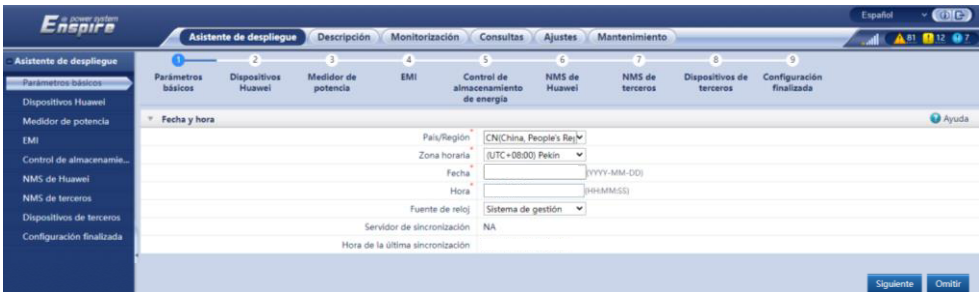 Español
e power system
Enspire
Asistente de despliegue Descripción Monitorización Consultas Ajustes Mantenimiento
81 12 7
Asistente de despliegue
Parámetros básicos
Dispositivos Huawei
Medidor de potencia
EMI
Control de almacenamie...
NMS de Huawei
NMS de terceros
Dispositivos de terceros
Configuración finalizada
1 2 3 4 5 6 7 8 9
Parámetros básicos
Dispositivos Huawei
Medidor de potencia
EMI
Control de almacenamiento de energía
NMS de Huawei
NMS de terceros
Dispositivos de terceros
Configuración finalizada
Fecha y hora Ayuda
País/Región * CN(China, People's Rep
Zona horaria * (UTC+08:00) Pekín
Fecha * (YYYY-MM-DD)
Hora * (HH:MM:SS)
Fuente de reloj Sistema de gestión
Servidor de sincronización NA
Hora de la última sincronización
Siguiente Omitir